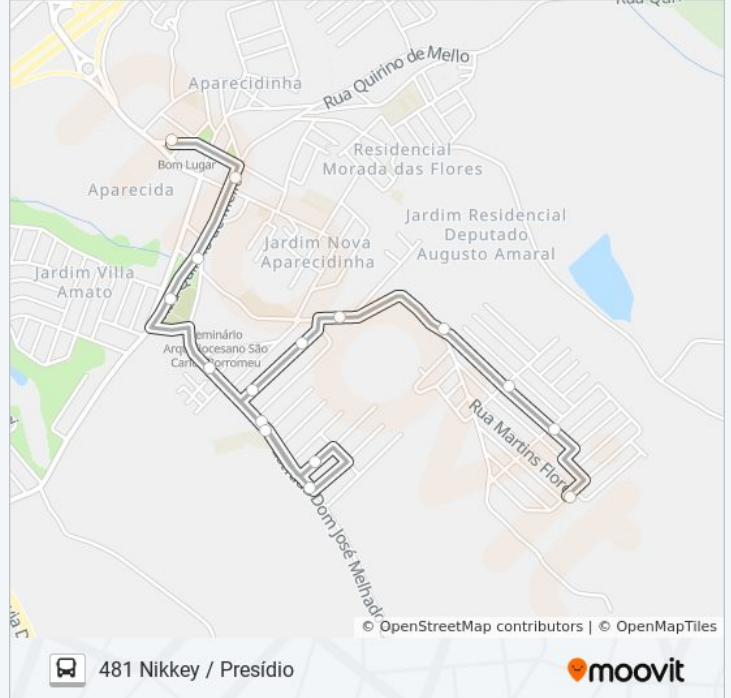 Rua Quirino de Mello
Aparecidinha
Residencial
Morada das Flores
Bom Lugar
Aparecida
Jardim Residencial
Deputado
Augusto Amaral
Jardim Nova
Aparecidinha
Jardim Villa
Amato
São
Rua Martins
Dom José Melhado
© OpenStreetMap contributors | © OpenMapTiles
481 Nikkey / Presídio
moovit